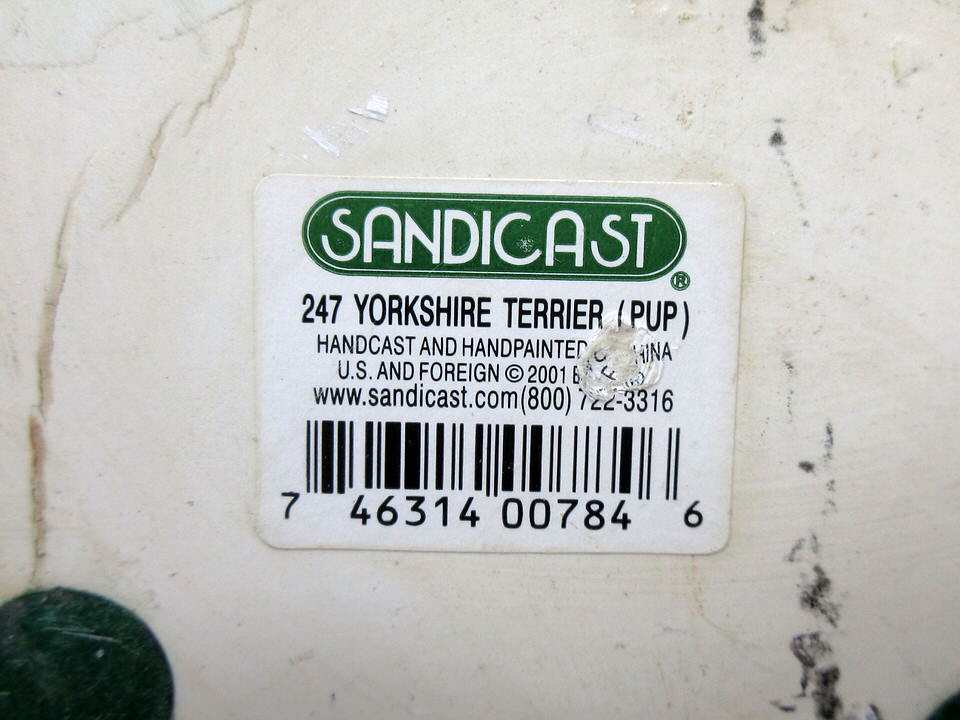 SANDICAST®
247 YORKSHIRE TERRIER (PUP)
HANDCAST AND HANDPAINTED
U.S. AND FOREIGN © 2001
www.sandicast.com (800) 722-3316
7 46314 00784 6